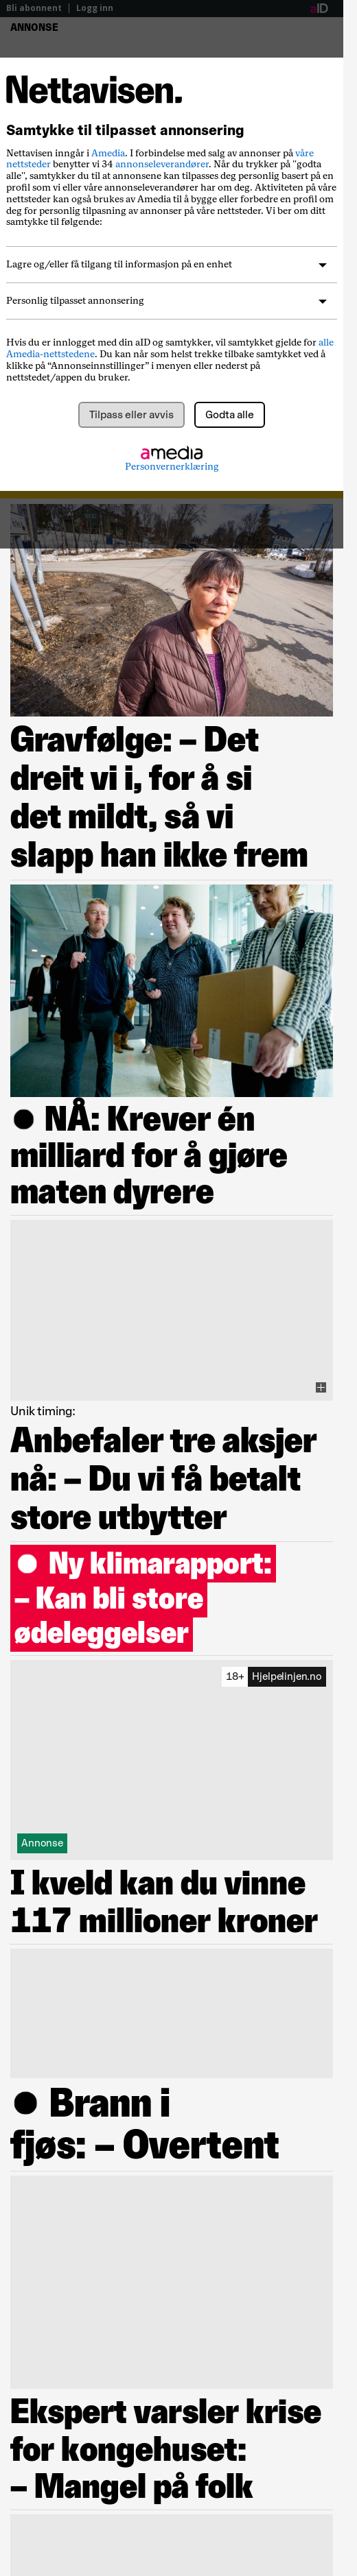 Bli abonnent | Logg inn
aID
ANNONSE
Nettavisen.
Samtykke til tilpasset annonsering
Nettavisen inngår i Amedia. I forbindelse med salg av annonser på våre
nettsteder benytter vi 34 annonseleverandører. Når du trykker på "godta
alle", samtykker du til at annonsene kan tilpasses deg personlig basert på en
profil som vi eller våre annonseleverandører har om deg. Aktiviteten på våre
nettsteder kan også brukes av Amedia til å bygge eller forbedre en profil om
deg for personlig tilpasning av annonser på våre nettsteder. Vi ber om ditt
samtykke til følgende:
Lagre og/eller få tilgang til informasjon på en enhet
Personlig tilpasset annonsering
Hvis du er innlogget med din aID og samtykker, vil samtykket gjelde for alle
Amedia-nettstedene. Du kan når som helst trekke tilbake samtykket ved å
klikke på “Annonseinnstillinger” i menyen eller nederst på
nettstedet/appen du bruker.
Tilpass eller avvis
Godta alle
amedia
Personvernerklæring
Gravfølge: – Det
dreit vi i, for å si
det mildt, så vi
slapp han ikke frem
● NÅ: Krever én
milliard for å gjøre
maten dyrere
Unik timing:
Anbefaler tre aksjer
nå: – Du vi få betalt
store utbytter
● Ny klimarapport:
– Kan bli store
ødeleggelser
18+ Hjelpelinjen.no
Annonse
I kveld kan du vinne
117 millioner kroner
● Brann i
fjøs: – Overtent
Ekspert varsler krise
for kongehuset:
– Mangel på folk